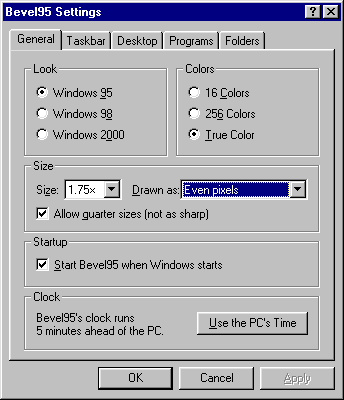 Bevel95 Settings
General
Taskbar
Desktop
Programs
Folders
Look
Colors
Windows 95
16 Colors
Windows 98
256 Colors
Windows 2000
True Color
Size
Size: 1.75× Drawn as: Even pixels
Allow quarter sizes (not as sharp)
Startup
Start Bevel95 when Windows starts
Clock
Bevel95's clock runs
5 minutes ahead of the PC.
Use the PC's Time
OK
Cancel
Apply